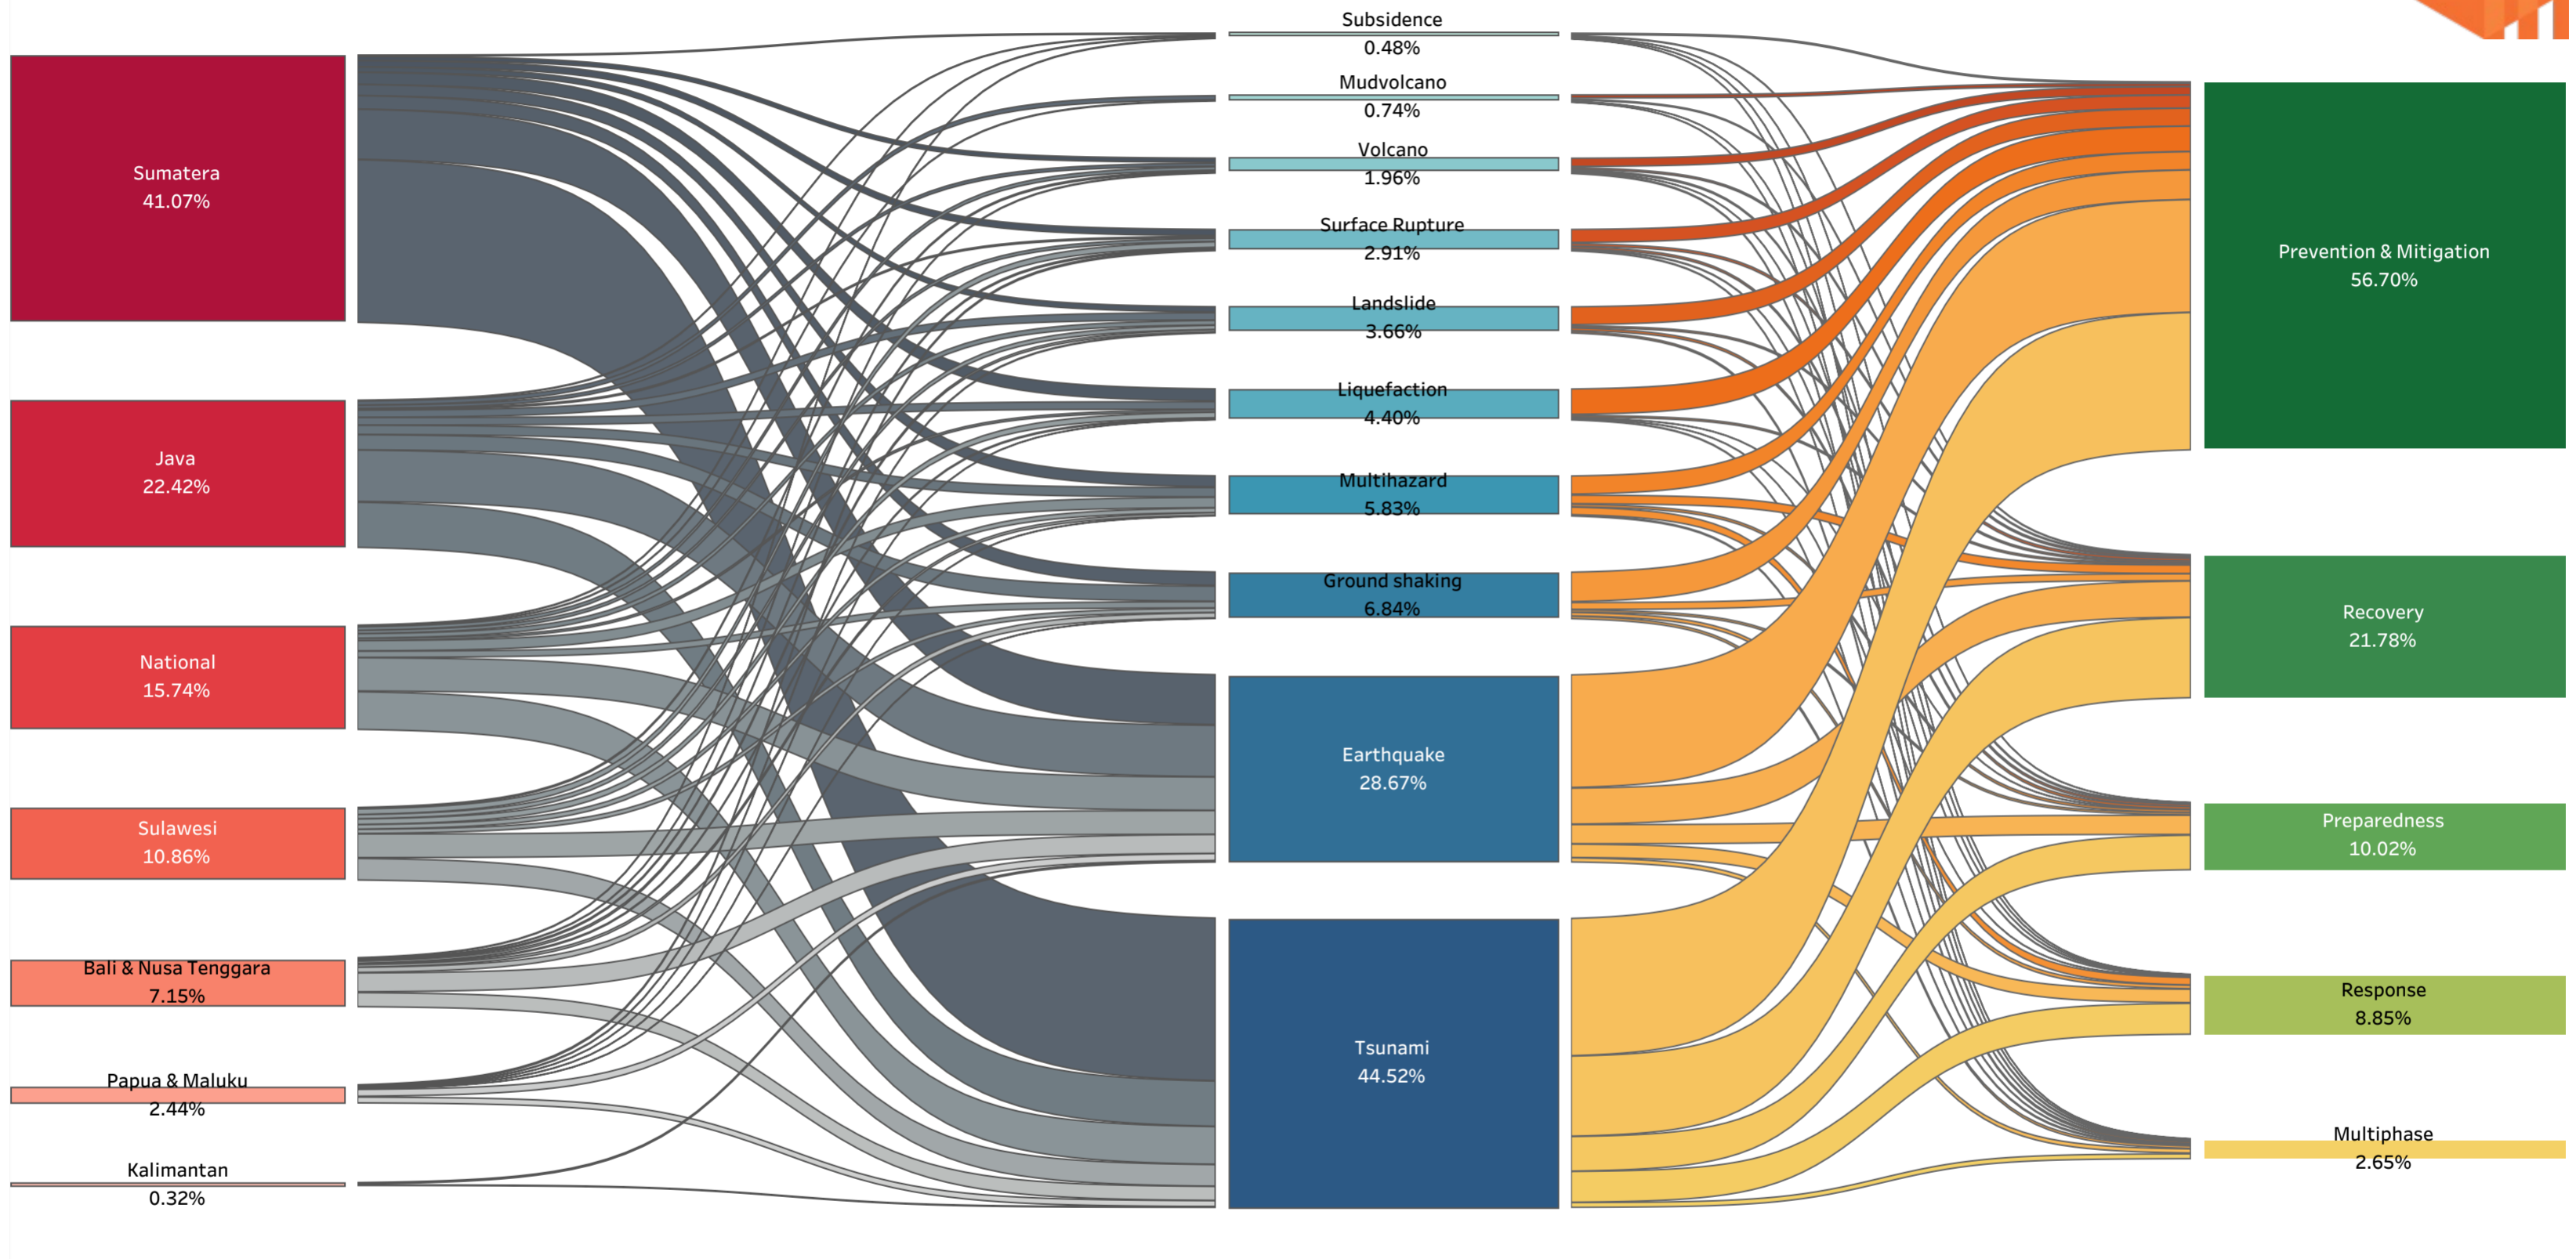 Sumatera
41.07%
Java
22.42%
National
15.74%
Sulawesi
10.86%
Bali & Nusa Tenggara
7.15%
Papua & Maluku
2.44%
Kalimantan
0.32%
Subsidence
0.48%
Mudvolcano
0.74%
Volcano
1.96%
Surface Rupture
2.91%
Landslide
3.66%
Liquefaction
4.40%
Multihazard
5.83%
Ground shaking
6.84%
Earthquake
28.67%
Tsunami
44.52%
Prevention & Mitigation
56.70%
Recovery
21.78%
Preparedness
10.02%
Response
8.85%
Multiphase
2.65%